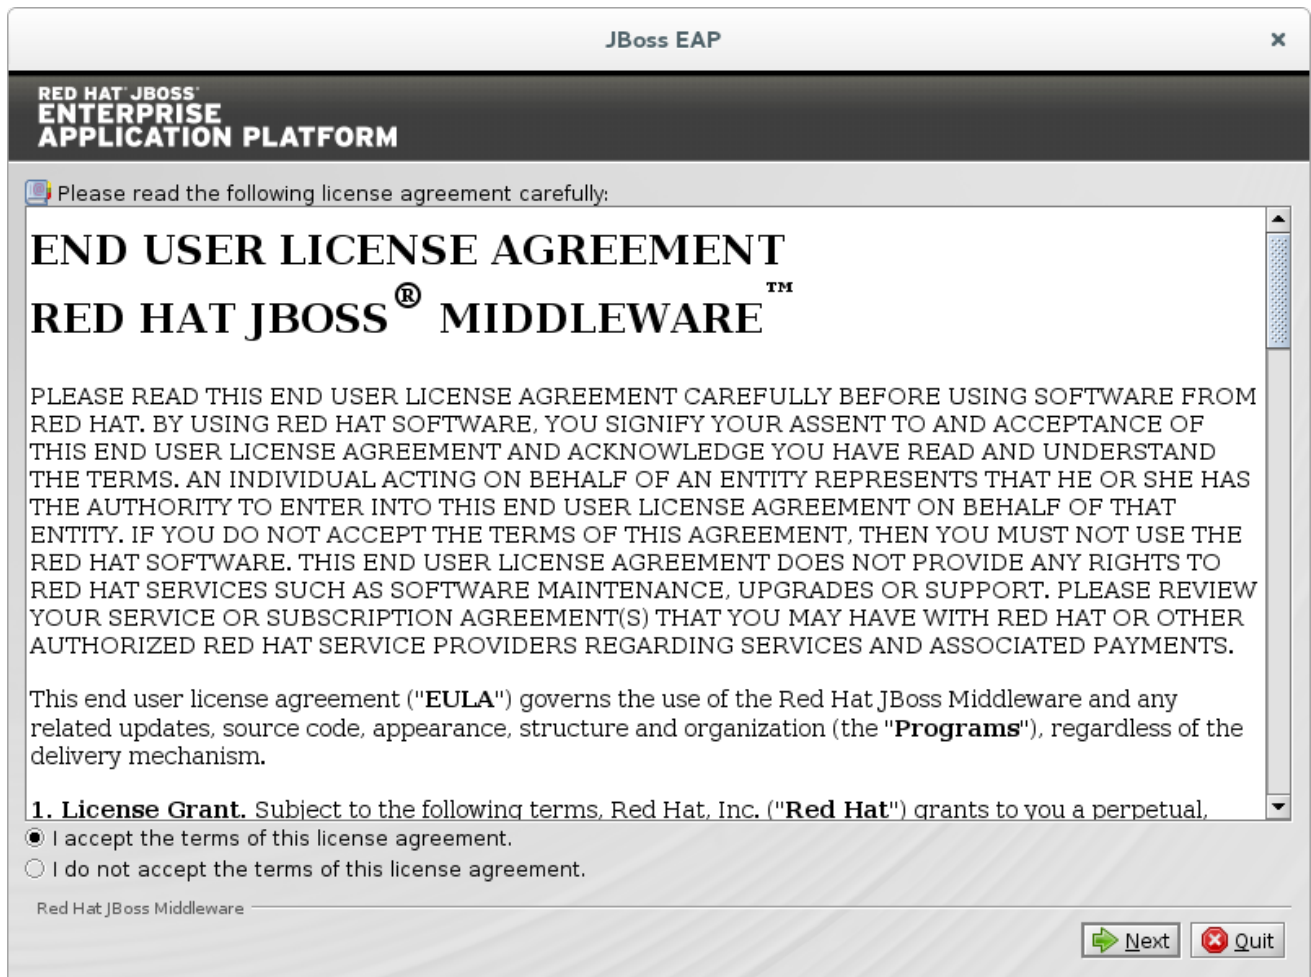 JBoss EAP
RED HAT® JBOSS®
ENTERPRISE
APPLICATION PLATFORM
Please read the following license agreement carefully:
END USER LICENSE AGREEMENT
RED HAT JBOSS® MIDDLEWARE™
PLEASE READ THIS END USER LICENSE AGREEMENT CAREFULLY BEFORE USING SOFTWARE FROM
RED HAT. BY USING RED HAT SOFTWARE, YOU SIGNIFY YOUR ASSENT TO AND ACCEPTANCE OF
THIS END USER LICENSE AGREEMENT AND ACKNOWLEDGE YOU HAVE READ AND UNDERSTAND
THE TERMS. AN INDIVIDUAL ACTING ON BEHALF OF AN ENTITY REPRESENTS THAT HE OR SHE HAS
THE AUTHORITY TO ENTER INTO THIS END USER LICENSE AGREEMENT ON BEHALF OF THAT
ENTITY. IF YOU DO NOT ACCEPT THE TERMS OF THIS AGREEMENT, THEN YOU MUST NOT USE THE
RED HAT SOFTWARE. THIS END USER LICENSE AGREEMENT DOES NOT PROVIDE ANY RIGHTS TO
RED HAT SERVICES SUCH AS SOFTWARE MAINTENANCE, UPGRADES OR SUPPORT. PLEASE REVIEW
YOUR SERVICE OR SUBSCRIPTION AGREEMENT(S) THAT YOU MAY HAVE WITH RED HAT OR OTHER
AUTHORIZED RED HAT SERVICE PROVIDERS REGARDING SERVICES AND ASSOCIATED PAYMENTS.
This end user license agreement ("EULA") governs the use of the Red Hat JBoss Middleware and any
related updates, source code, appearance, structure and organization (the "Programs"), regardless of the
delivery mechanism.
1. License Grant. Subject to the following terms, Red Hat, Inc. ("Red Hat") grants to you a perpetual,
I accept the terms of this license agreement.
I do not accept the terms of this license agreement.
Red Hat JBoss Middleware
Next
Quit